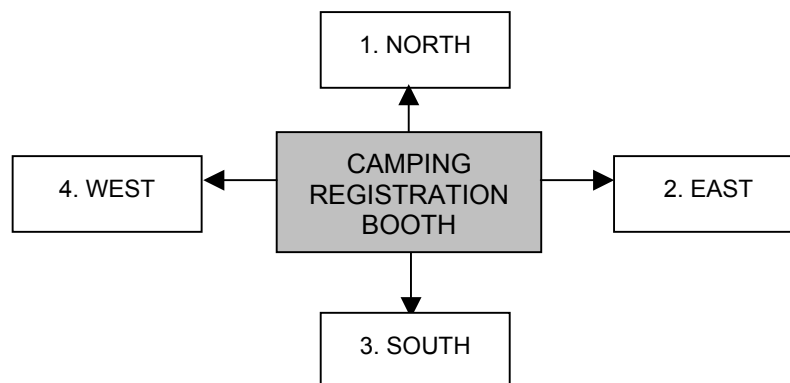 1. NORTH
CAMPING
REGISTRATION
BOOTH
4. WEST
2. EAST
3. SOUTH